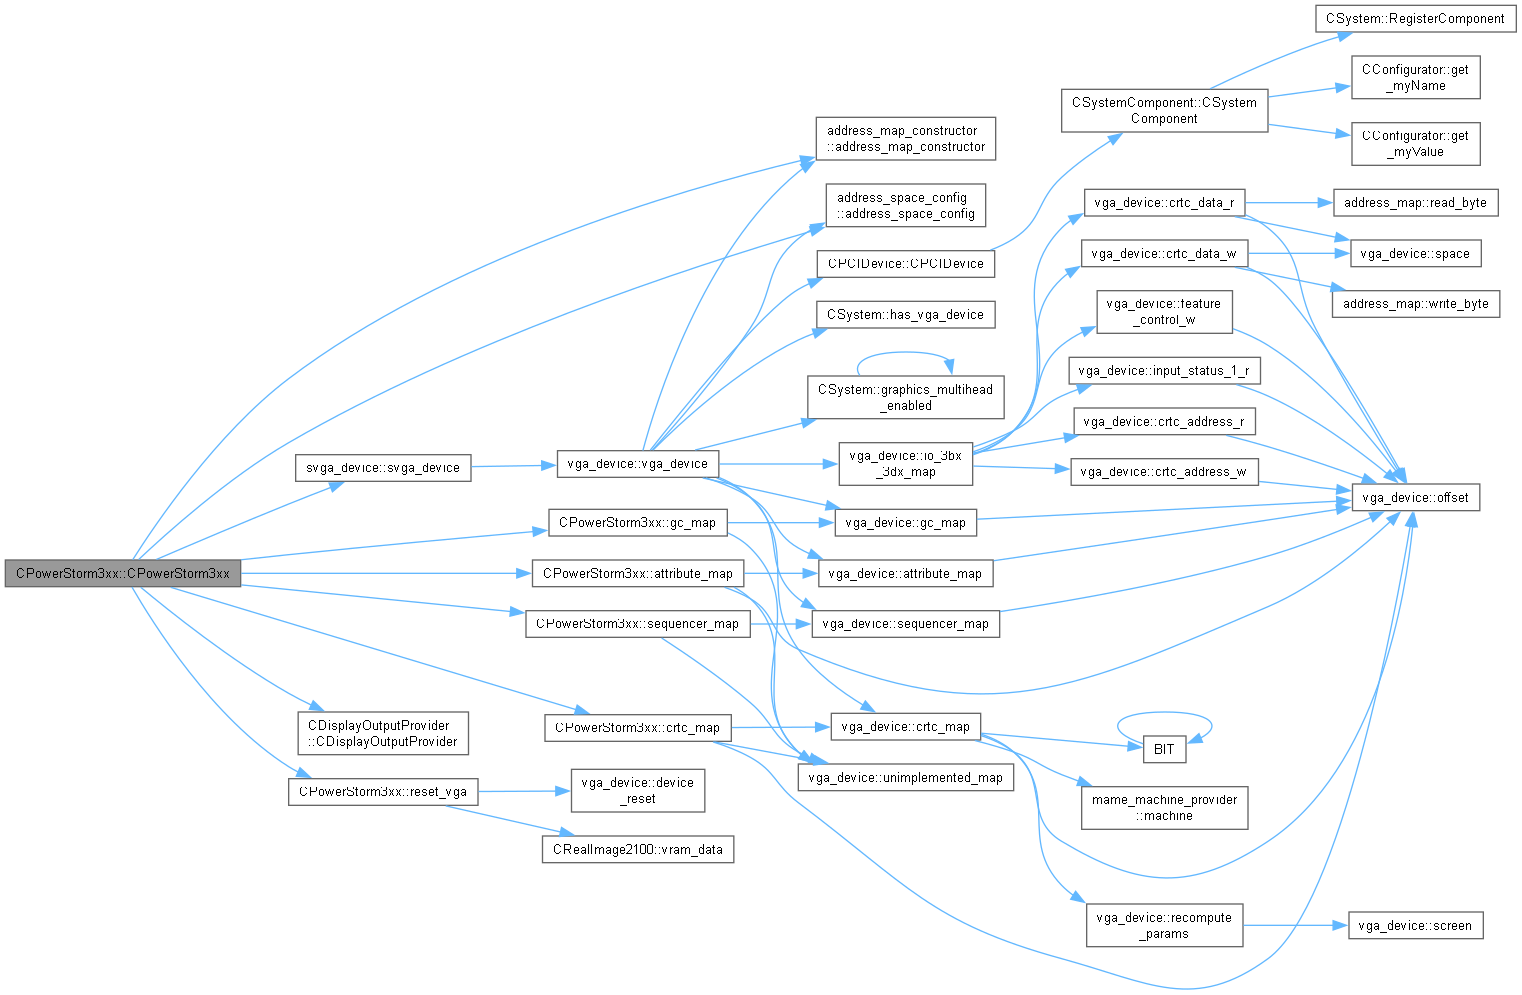 CSystem::RegisterComponent
CConfigurator::get
_myName
CSystemComponent::CSystem
Component
CConfigurator::get
_myValue
address_map_constructor
::address_map_constructor
address_space_config
::address_space_config
vga_device::crtc_data_r
address_map::read_byte
CPCIDevice::CPCIDevice
vga_device::crtc_data_w
vga_device::space
CSystem::has_vga_device
vga_device::feature
_control_w
address_map::write_byte
CSystem::graphics_multihead
_enabled
vga_device::input_status_1_r
vga_device::crtc_address_r
svga_device::svga_device
vga_device::vga_device
vga_device::io_3bx
_3dx_map
vga_device::crtc_address_w
vga_device::offset
CPowerStorm3xx::gc_map
vga_device::gc_map
CPowerStorm3xx::CPowerStorm3xx
CPowerStorm3xx::attribute_map
vga_device::attribute_map
CPowerStorm3xx::sequencer_map
vga_device::sequencer_map
CDisplayOutputProvider
::CDisplayOutputProvider
CPowerStorm3xx::crtc_map
vga_device::crtc_map
BIT
CPowerStorm3xx::reset_vga
vga_device::device
_reset
vga_device::unimplemented_map
mame_machine_provider
::machine
CRealImage2100::vram_data
vga_device::recompute
_params
vga_device::screen